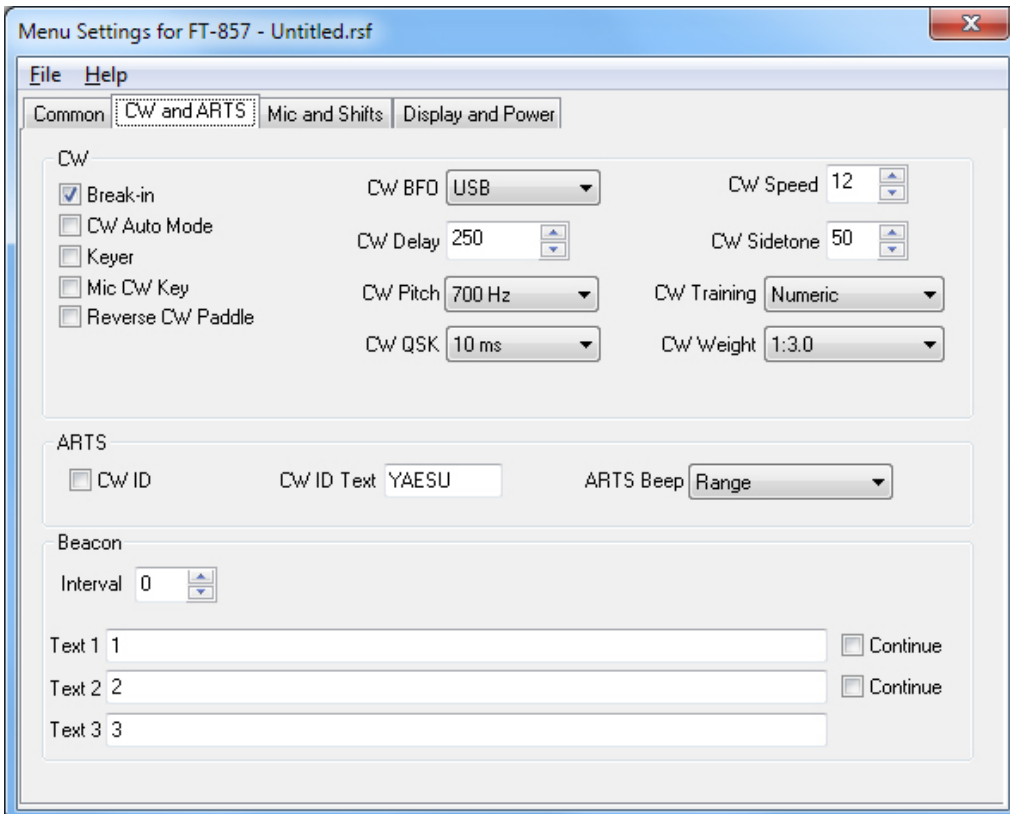 Menu Settings for FT-857 - Untitled.rsf
File Help
Common CW and ARTS Mic and Shifts Display and Power
CW
Break-in CW BFO USB CW Speed 12
CW Auto Mode
Keyer CW Delay 250 CW Sidetone 50
Mic CW Key CW Pitch 700 Hz CW Training Numeric
Reverse CW Paddle
CW QSK 10 ms CW Weight 1:3.0
ARTS
CW ID CW ID Text YAESU ARTS Beep Range
Beacon
Interval 0
Text 1 1 Continue
Text 2 2 Continue
Text 3 3